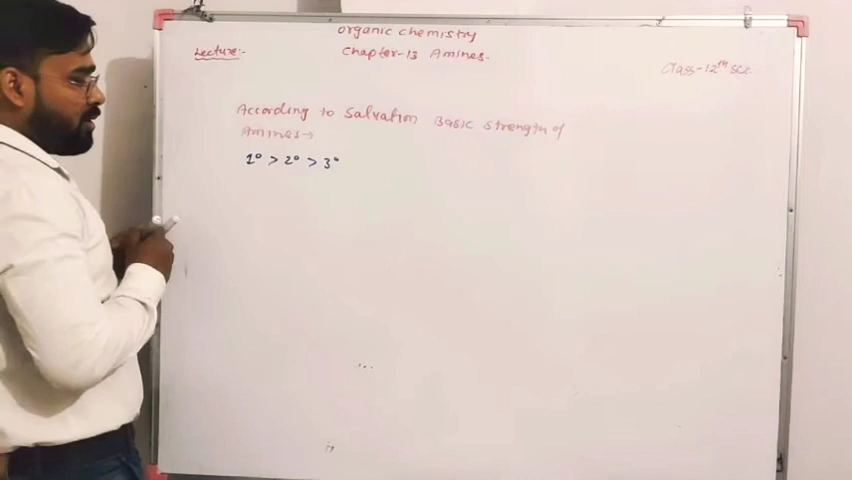 Organic chemistry
Lecture:-
Chapter-13 Amines-
Class-12th Sci.
According to Salvation Basic strength of
Amines→
1° > 2° > 3°